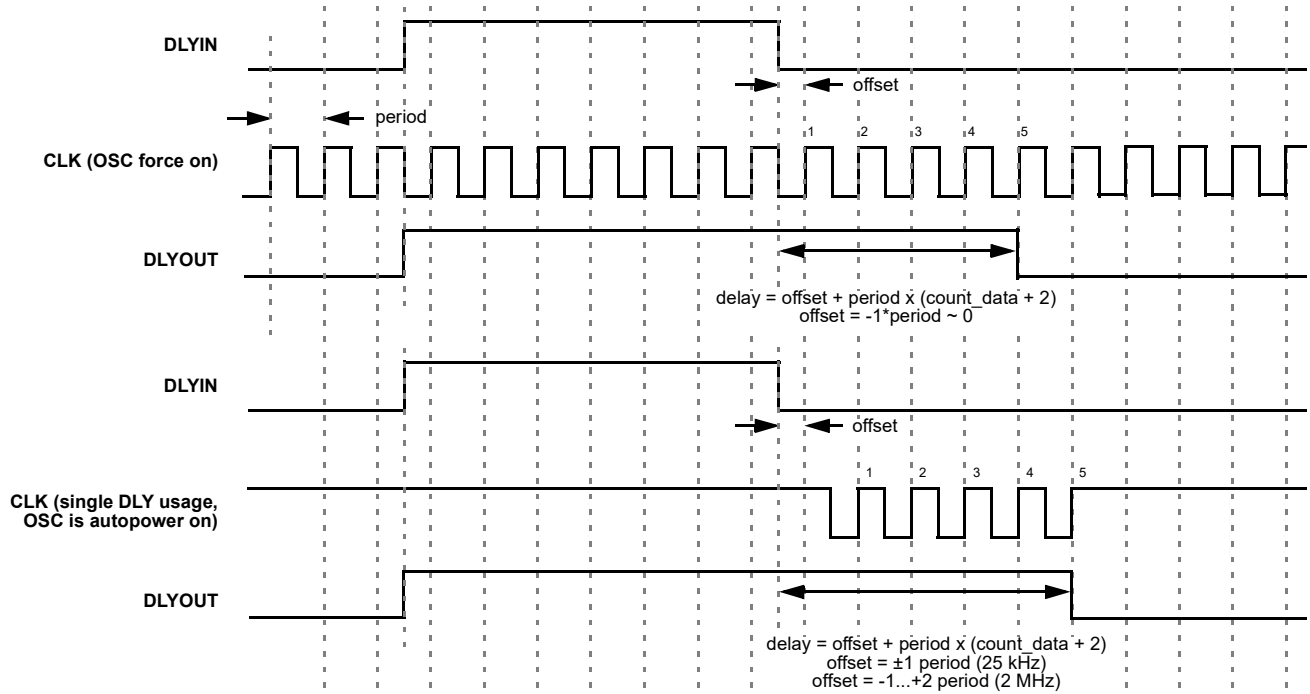 DLYIN
offset
period
1 2 3 4 5
CLK (OSC force on)
DLYOUT
delay = offset + period x (count_data + 2)
offset = -1*period ~ 0
DLYIN
offset
1 2 3 4 5
CLK (single DLY usage,
OSC is autopower on)
DLYOUT
delay = offset + period x (count_data + 2)
offset = ±1 period (25 kHz)
offset = -1...+2 period (2 MHz)